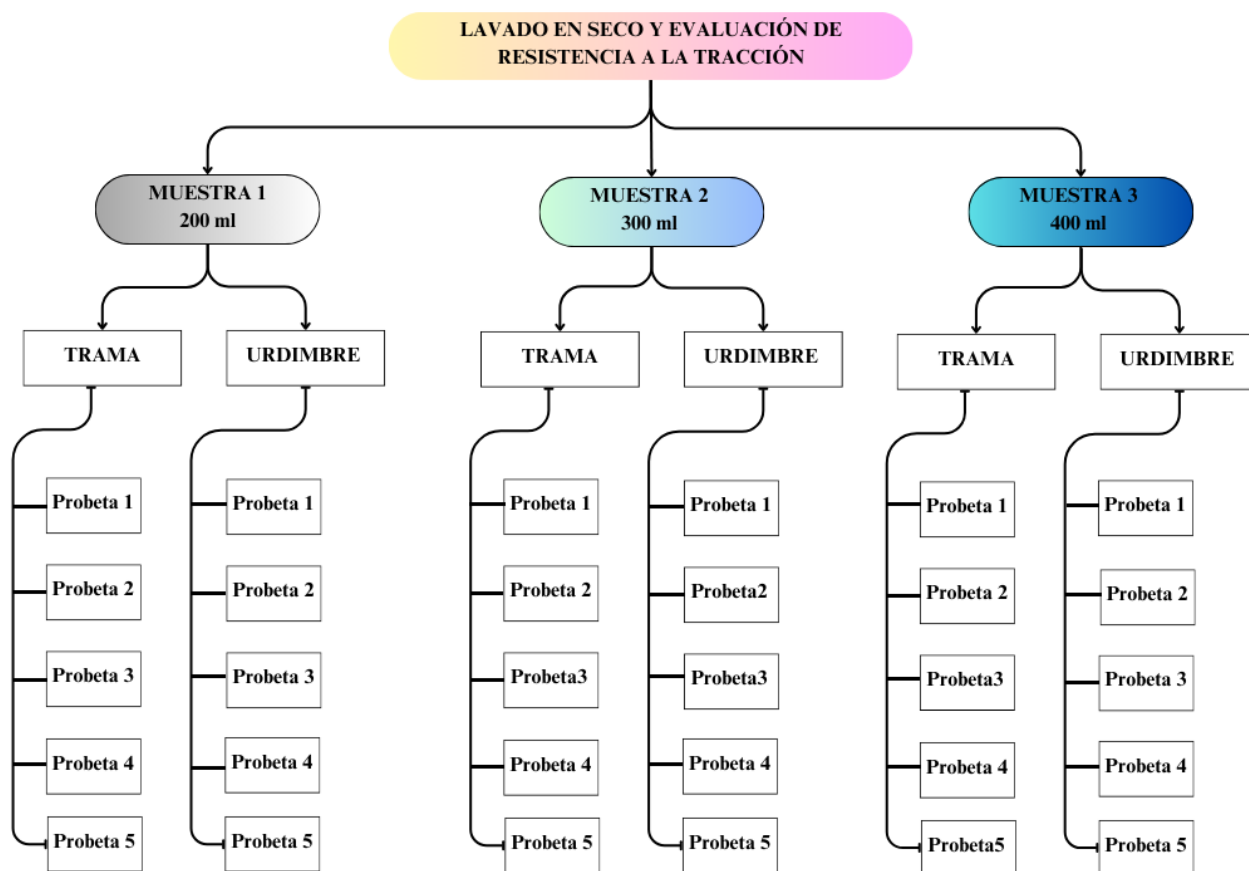 LAVADO EN SECO Y EVALUACIÓN DE
RESISTENCIA A LA TRACCIÓN
MUESTRA 1
200 ml
MUESTRA 2
300 ml
MUESTRA 3
400 ml
TRAMA
URDIMBRE
TRAMA
URDIMBRE
TRAMA
URDIMBRE
Probeta 1
Probeta 1
Probeta 1
Probeta 1
Probeta 1
Probeta 1
Probeta 2
Probeta 2
Probeta 2
Probeta2
Probeta 2
Probeta 2
Probeta 3
Probeta 3
Probeta3
Probeta3
Probeta3
Probeta 3
Probeta 4
Probeta 4
Probeta 4
Probeta 4
Probeta 4
Probeta 4
Probeta 5
Probeta 5
Probeta 5
Probeta 5
Probeta5
Probeta 5